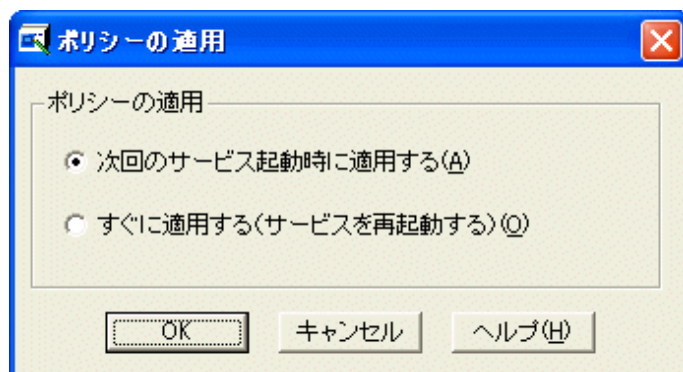 ポリシーの適用
ポリシーの適用
次回のサービス起動時に適用する(A)
すぐに適用する(サービスを再起動する)(O)
OK キャンセル ヘルプ(H)